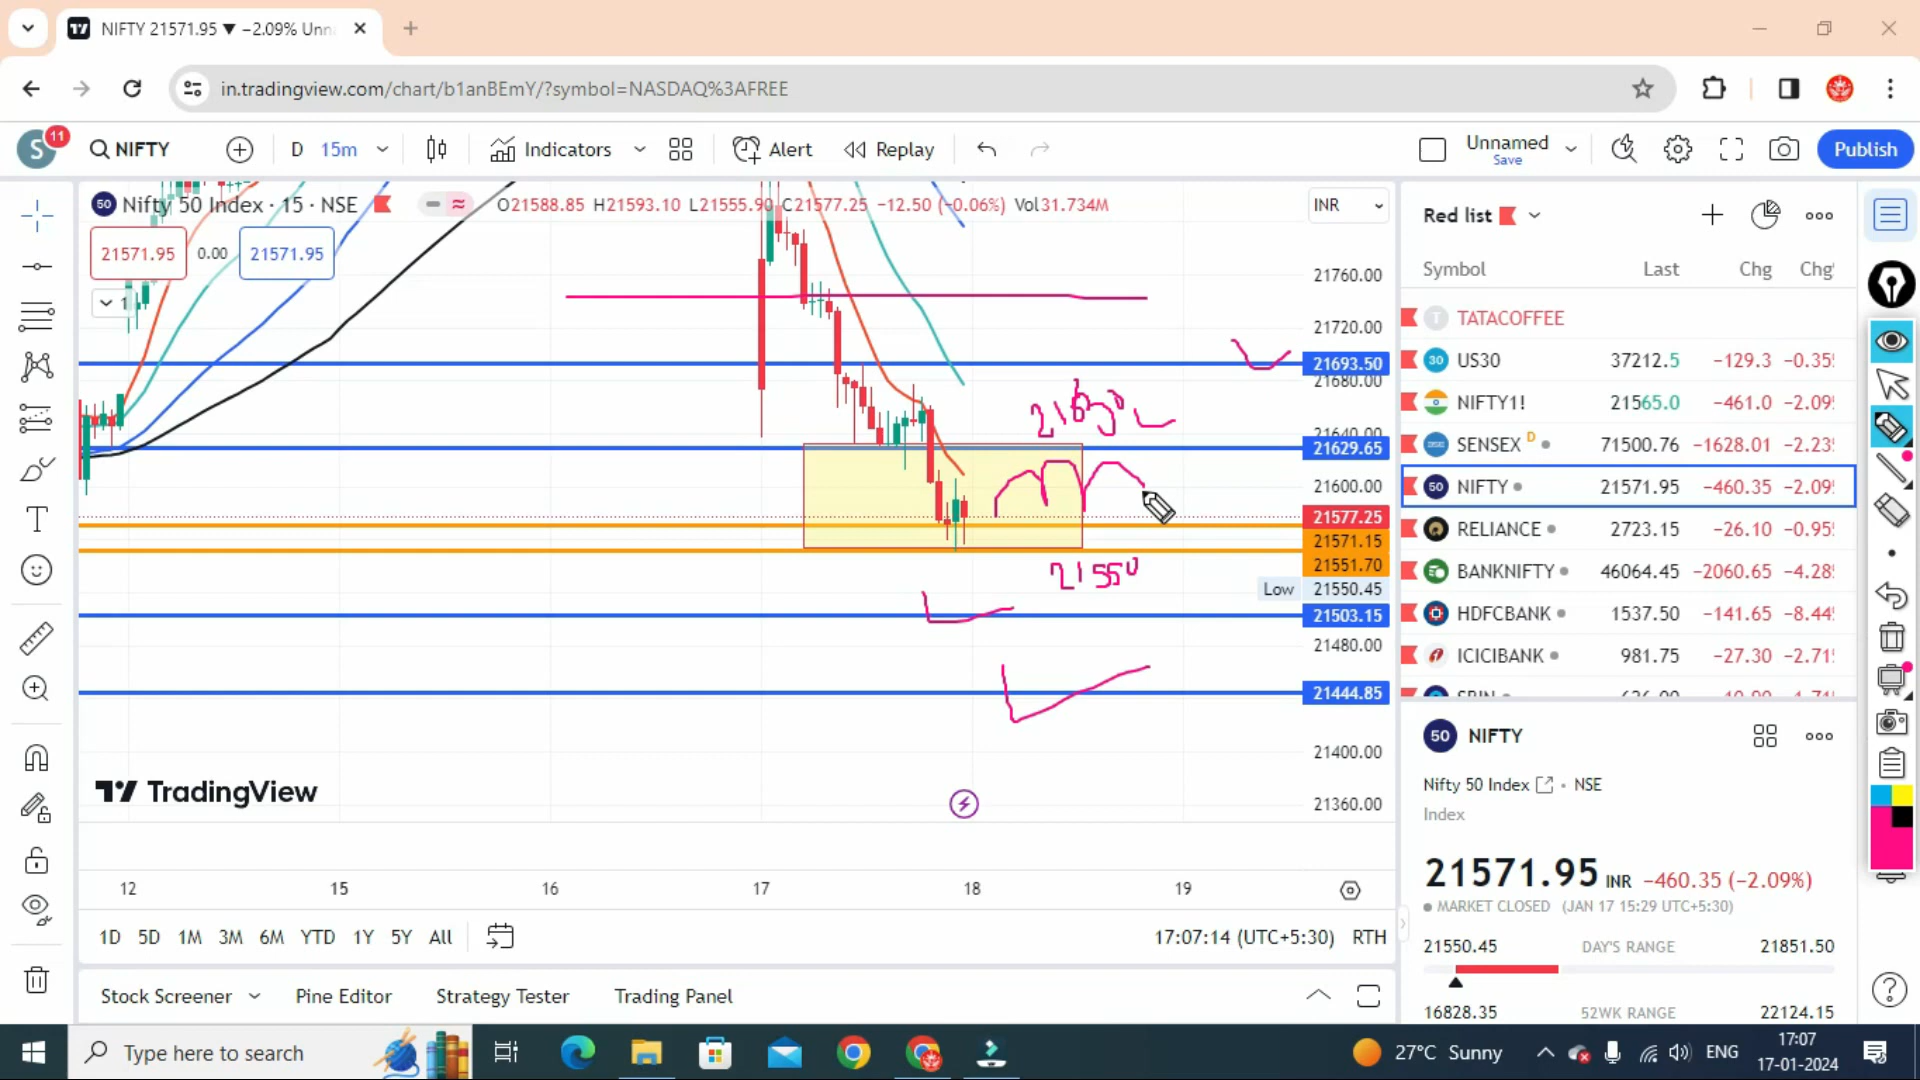 NIFTY 21571.95 ▼ −2.09% Unn
in.tradingview.com/chart/b1anBEmY/?symbol=NASDAQ%3AFREE
S 11 NIFTY D 15m Indicators Alert Replay Unnamed Save Publish
50 Nifty 50 Index · 15 · NSE O21588.85 H21593.10 L21555.90 C21577.25 −12.50 (−0.06%) Vol31.734M INR
21571.95 0.00 21571.95
1
21760.00
21720.00
21693.50
21680.00
21640.00
21629.65
21600.00
21577.25
21571.15
21551.70
Low 21550.45
21503.15
21480.00
21444.85
21400.00
21360.00
21630
21550
TradingView
12 15 16 17 18 19
1D 5D 1M 3M 6M YTD 1Y 5Y All 17:07:14 (UTC+5:30) RTH
Stock Screener Pine Editor Strategy Tester Trading Panel
Red list
Symbol Last Chg Chg
T TATACOFFEE
30 US30 37212.5 −129.3 −0.35
NIFTY1! 21565.0 −461.0 −2.09
SENSEX D 71500.76 −1628.01 −2.23
50 NIFTY 21571.95 −460.35 −2.09
RELIANCE 2723.15 −26.10 −0.95
BANKNIFTY 46064.45 −2060.65 −4.28
HDFCBANK 1537.50 −141.65 −8.44
ICICIBANK 981.75 −27.30 −2.71
50 NIFTY
Nifty 50 Index · NSE
Index
21571.95 INR −460.35 (−2.09%)
MARKET CLOSED (JAN 17 15:29 UTC+5:30)
21550.45 DAY'S RANGE 21851.50
16828.35 52WK RANGE 22124.15
Type here to search
27°C Sunny ENG 17:07
17-01-2024